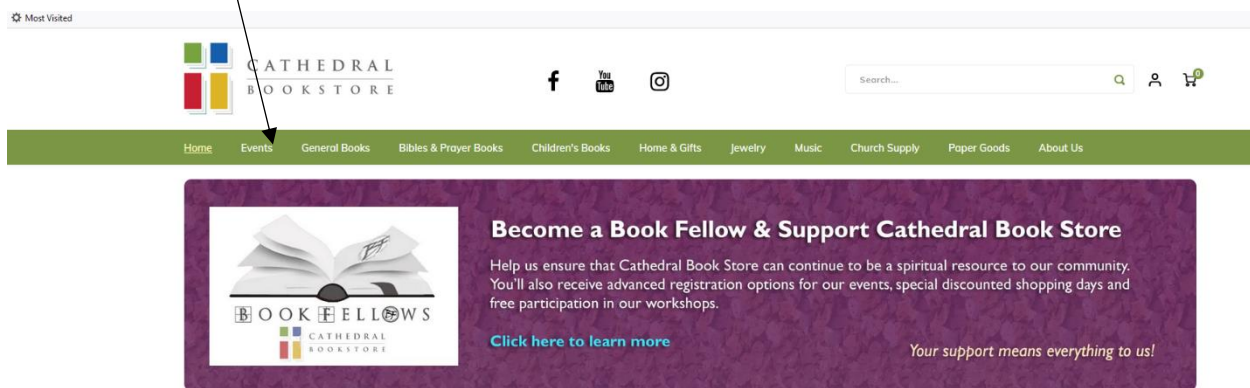 Most Visited
CATHEDRAL
BOOKSTORE
f
You
Tube
Search...
0
Home Events General Books Bibles & Prayer Books Children's Books Home & Gifts Jewelry Music Church Supply Paper Goods About Us
Become a Book Fellow & Support Cathedral Book Store
Help us ensure that Cathedral Book Store can continue to be a spiritual resource to our community.
You'll also receive advanced registration options for our events, special discounted shopping days and
free participation in our workshops.
Click here to learn more
Your support means everything to us!
BOOK FELLOWS
CATHEDRAL
BOOKSTORE